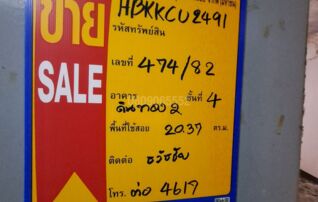 ขาย
SALE
HBKKCU2491
รหัสทรัพย์สิน
เลขที่ 474/82
อาคาร ดินทอง 2 ชั้นที่ 4
พื้นที่ใช้สอย 20.37 ตร.ม.
ติดต่อ ธวัชชัย
โทร. ต่อ 4617